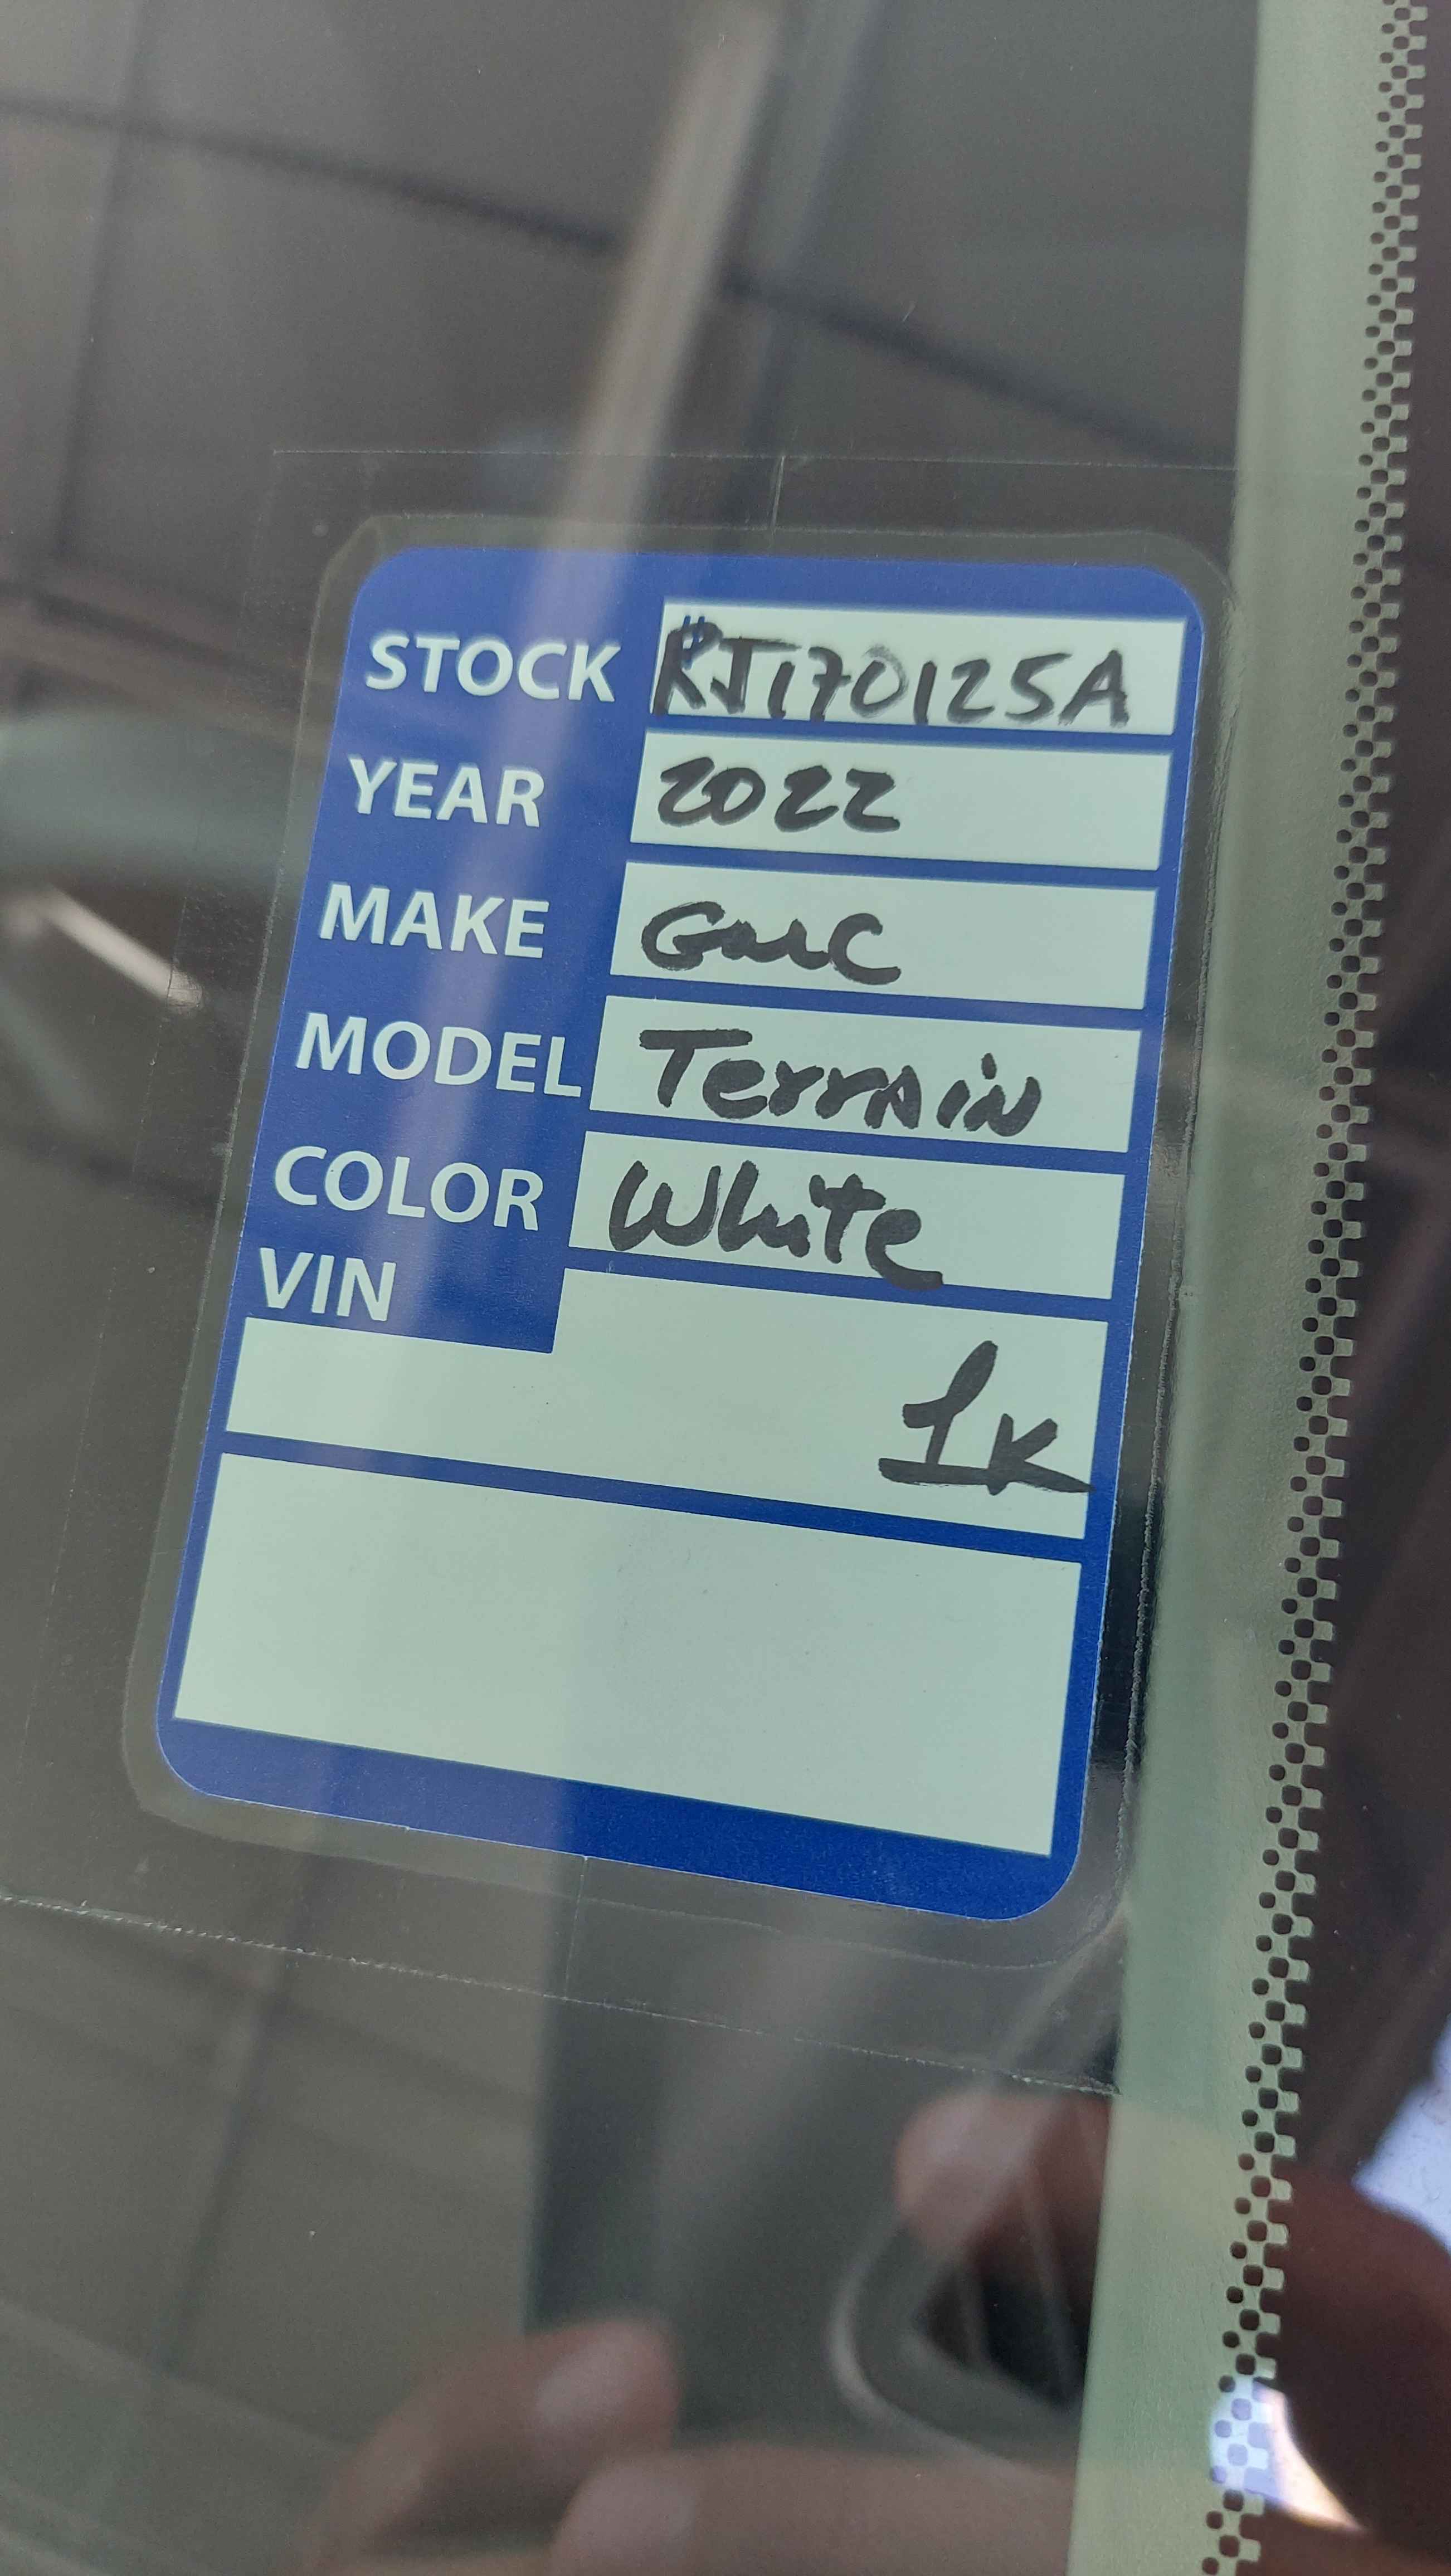 STOCK RJ170125A
YEAR 2022
MAKE GMC
MODEL Terrain
COLOR White
VIN
1K